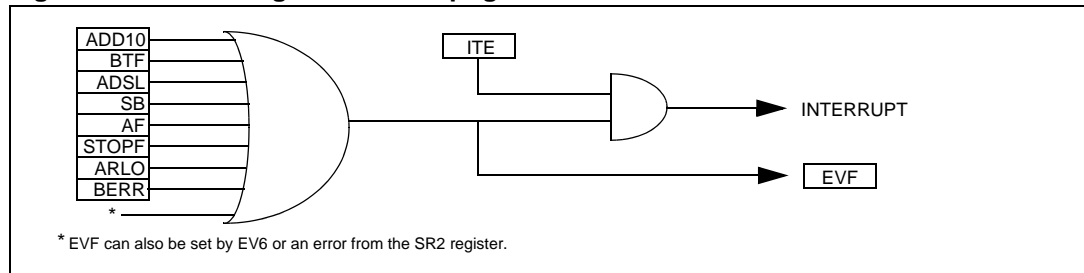 ADD10
BTF
ADSL
SB
AF
STOPF
ARLO
BERR
*
ITE
INTERRUPT
EVF
* EVF can also be set by EV6 or an error from the SR2 register.